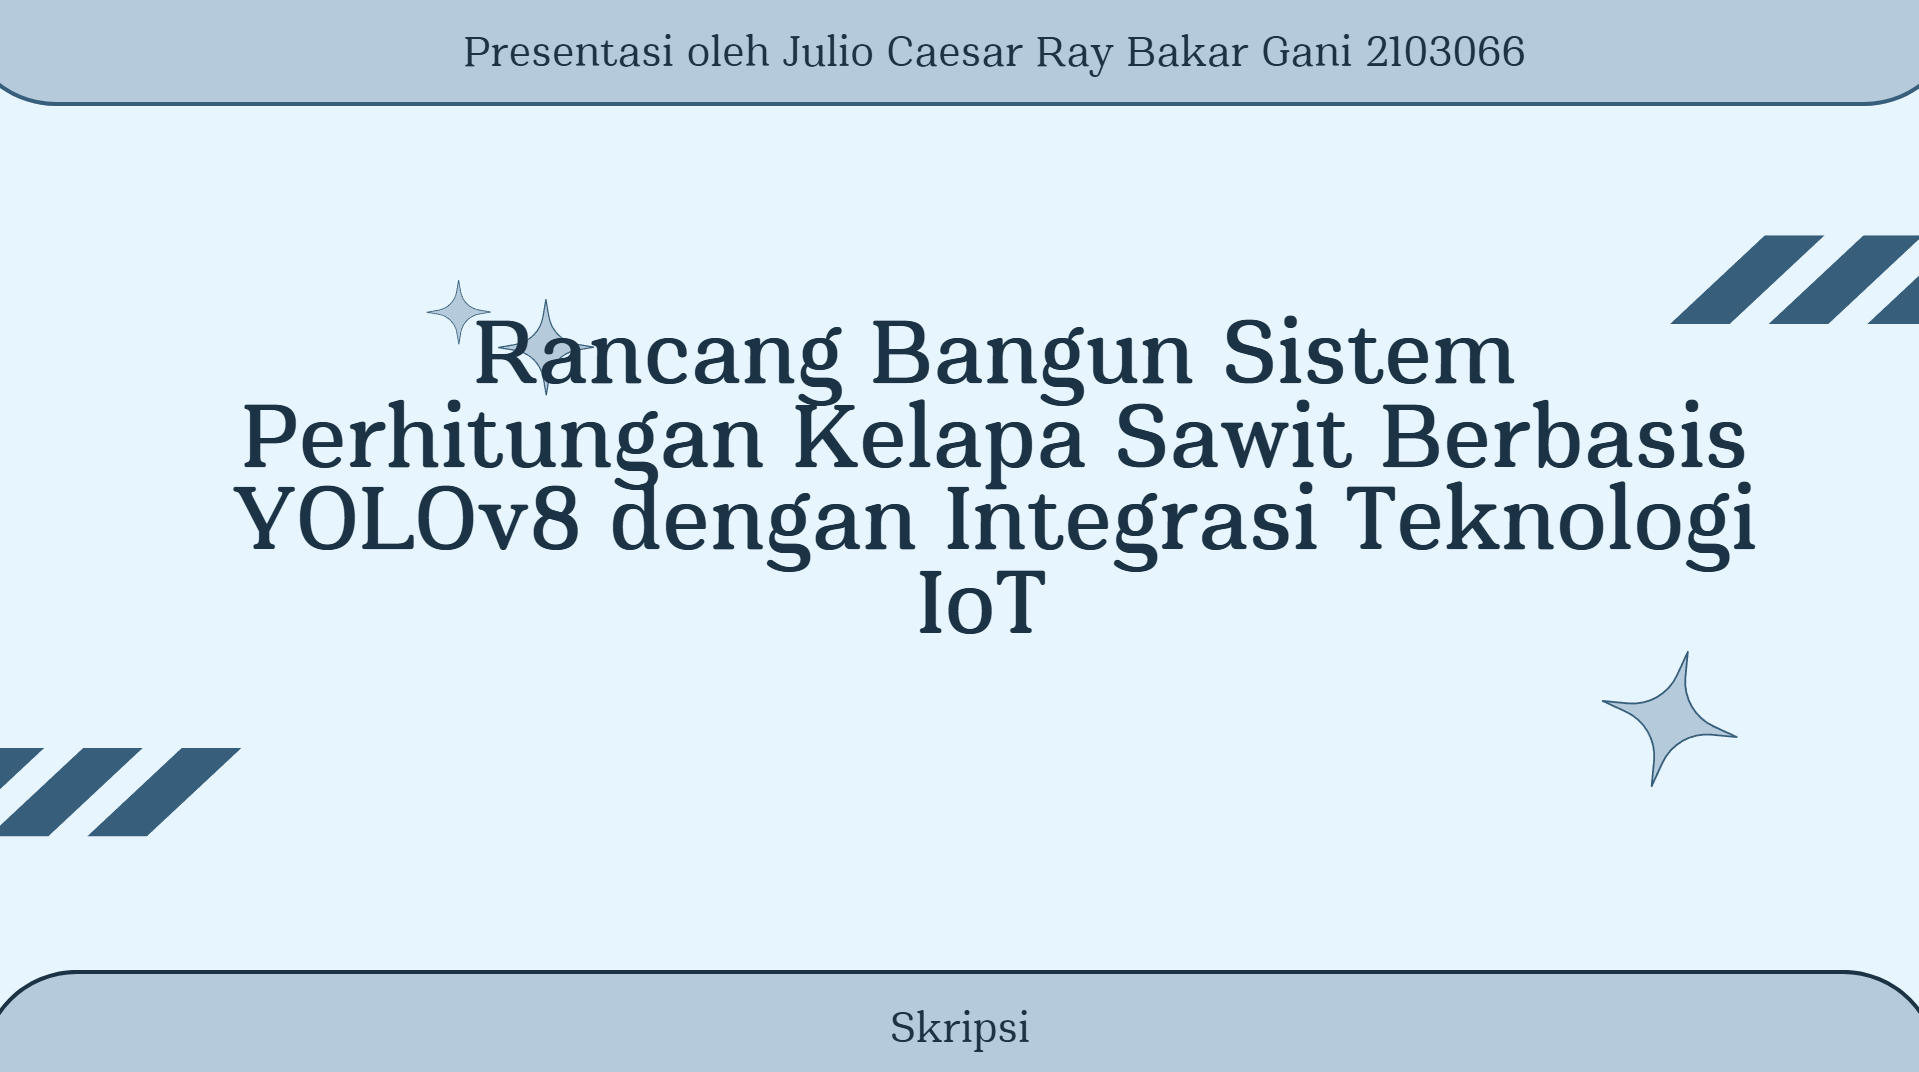 Presentasi oleh Julio Caesar Ray Bakar Gani 2103066
Rancang Bangun Sistem
Perhitungan Kelapa Sawit Berbasis
YOLOv8 dengan Integrasi Teknologi
IoT
Skripsi